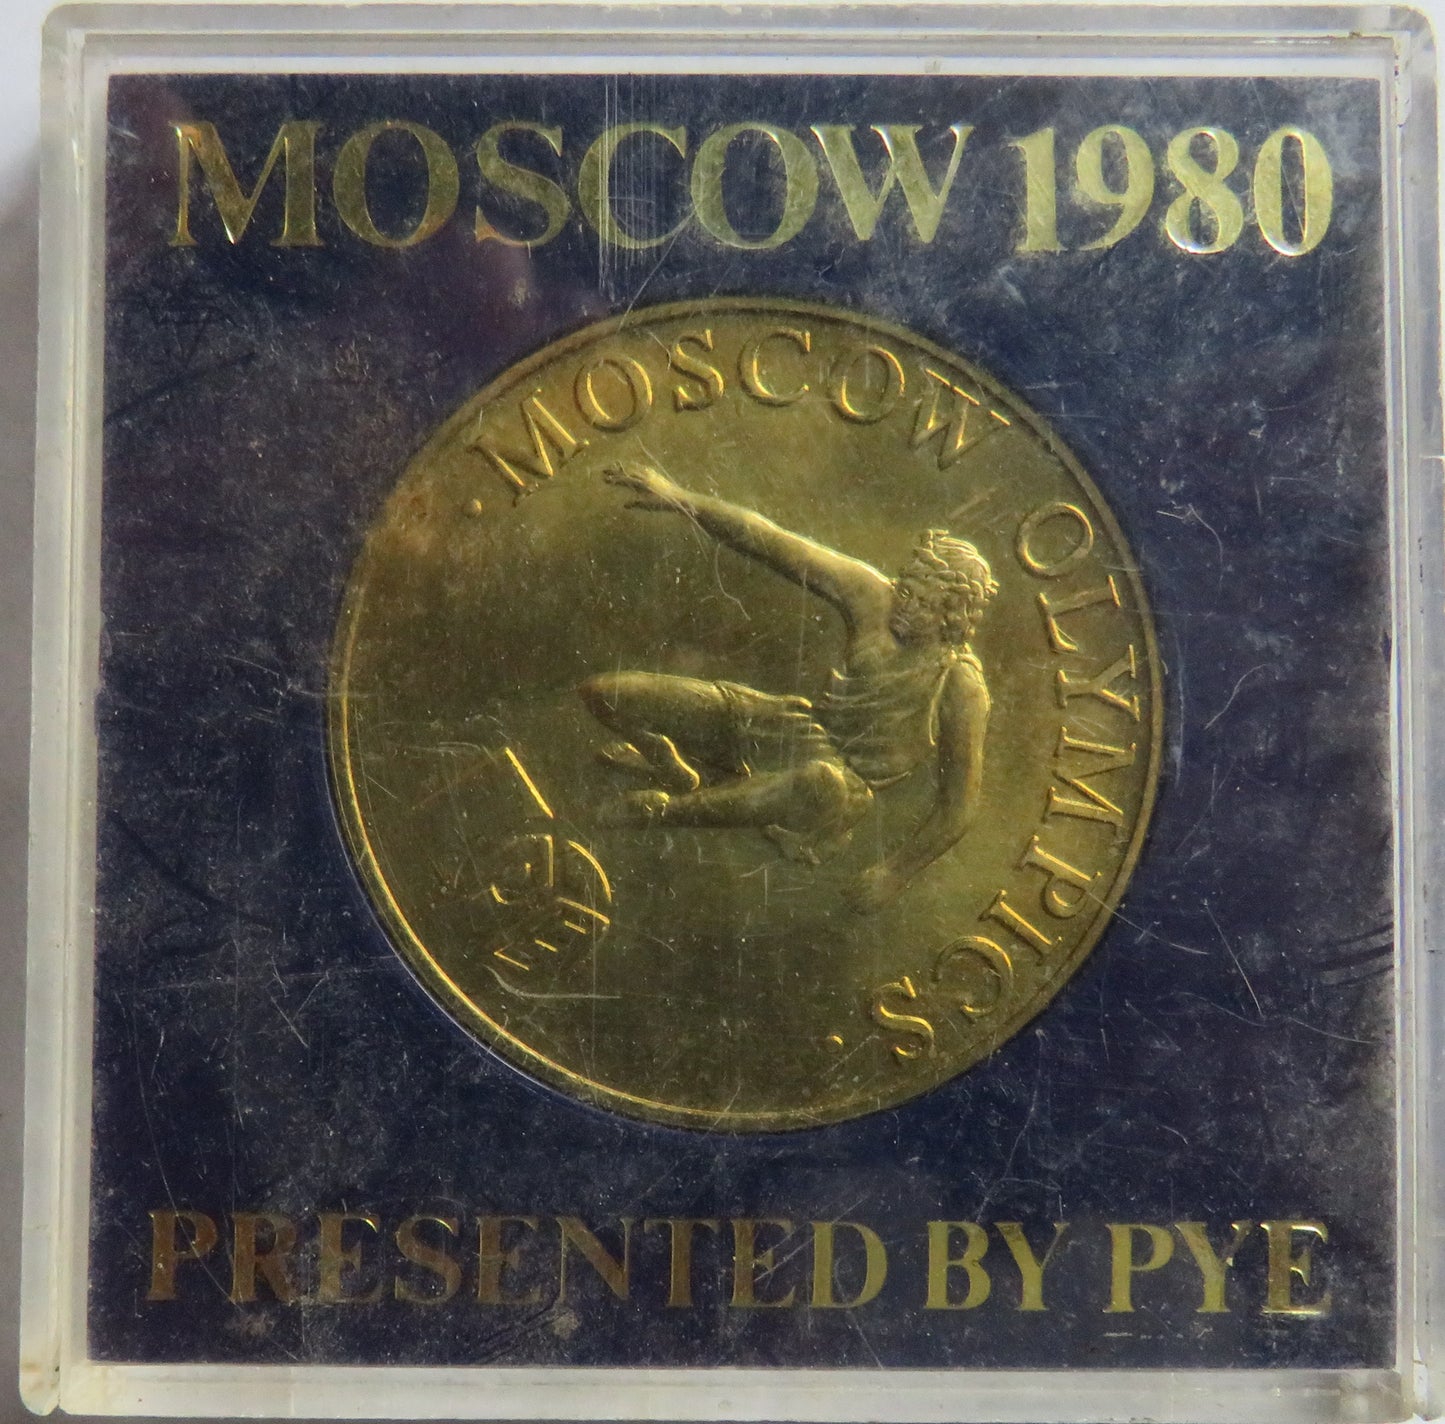 MOSCOW 1980
· MOSCOW OLYMPICS ·
PRESENTED BY PYE